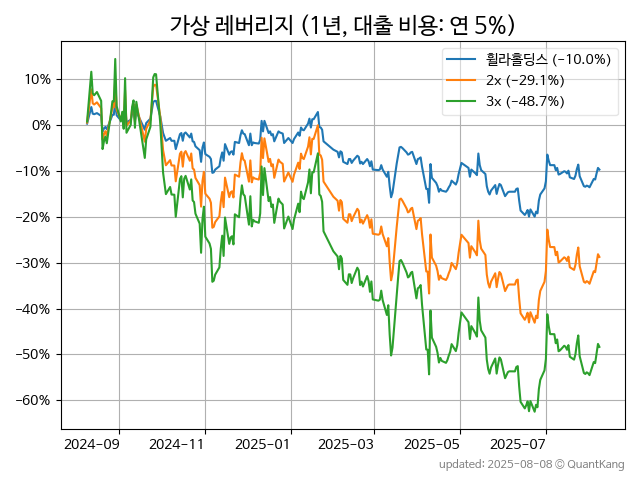 가상 레버리지 (1년, 대출 비용: 연 5%)
휠라홀딩스 (−10.0%)
2x (−29.1%)
3x (−48.7%)
10%
0%
−10%
−20%
−30%
−40%
−50%
−60%
2024-09
2024-11
2025-01
2025-03
2025-05
2025-07
updated: 2025-08-08 © QuantKang